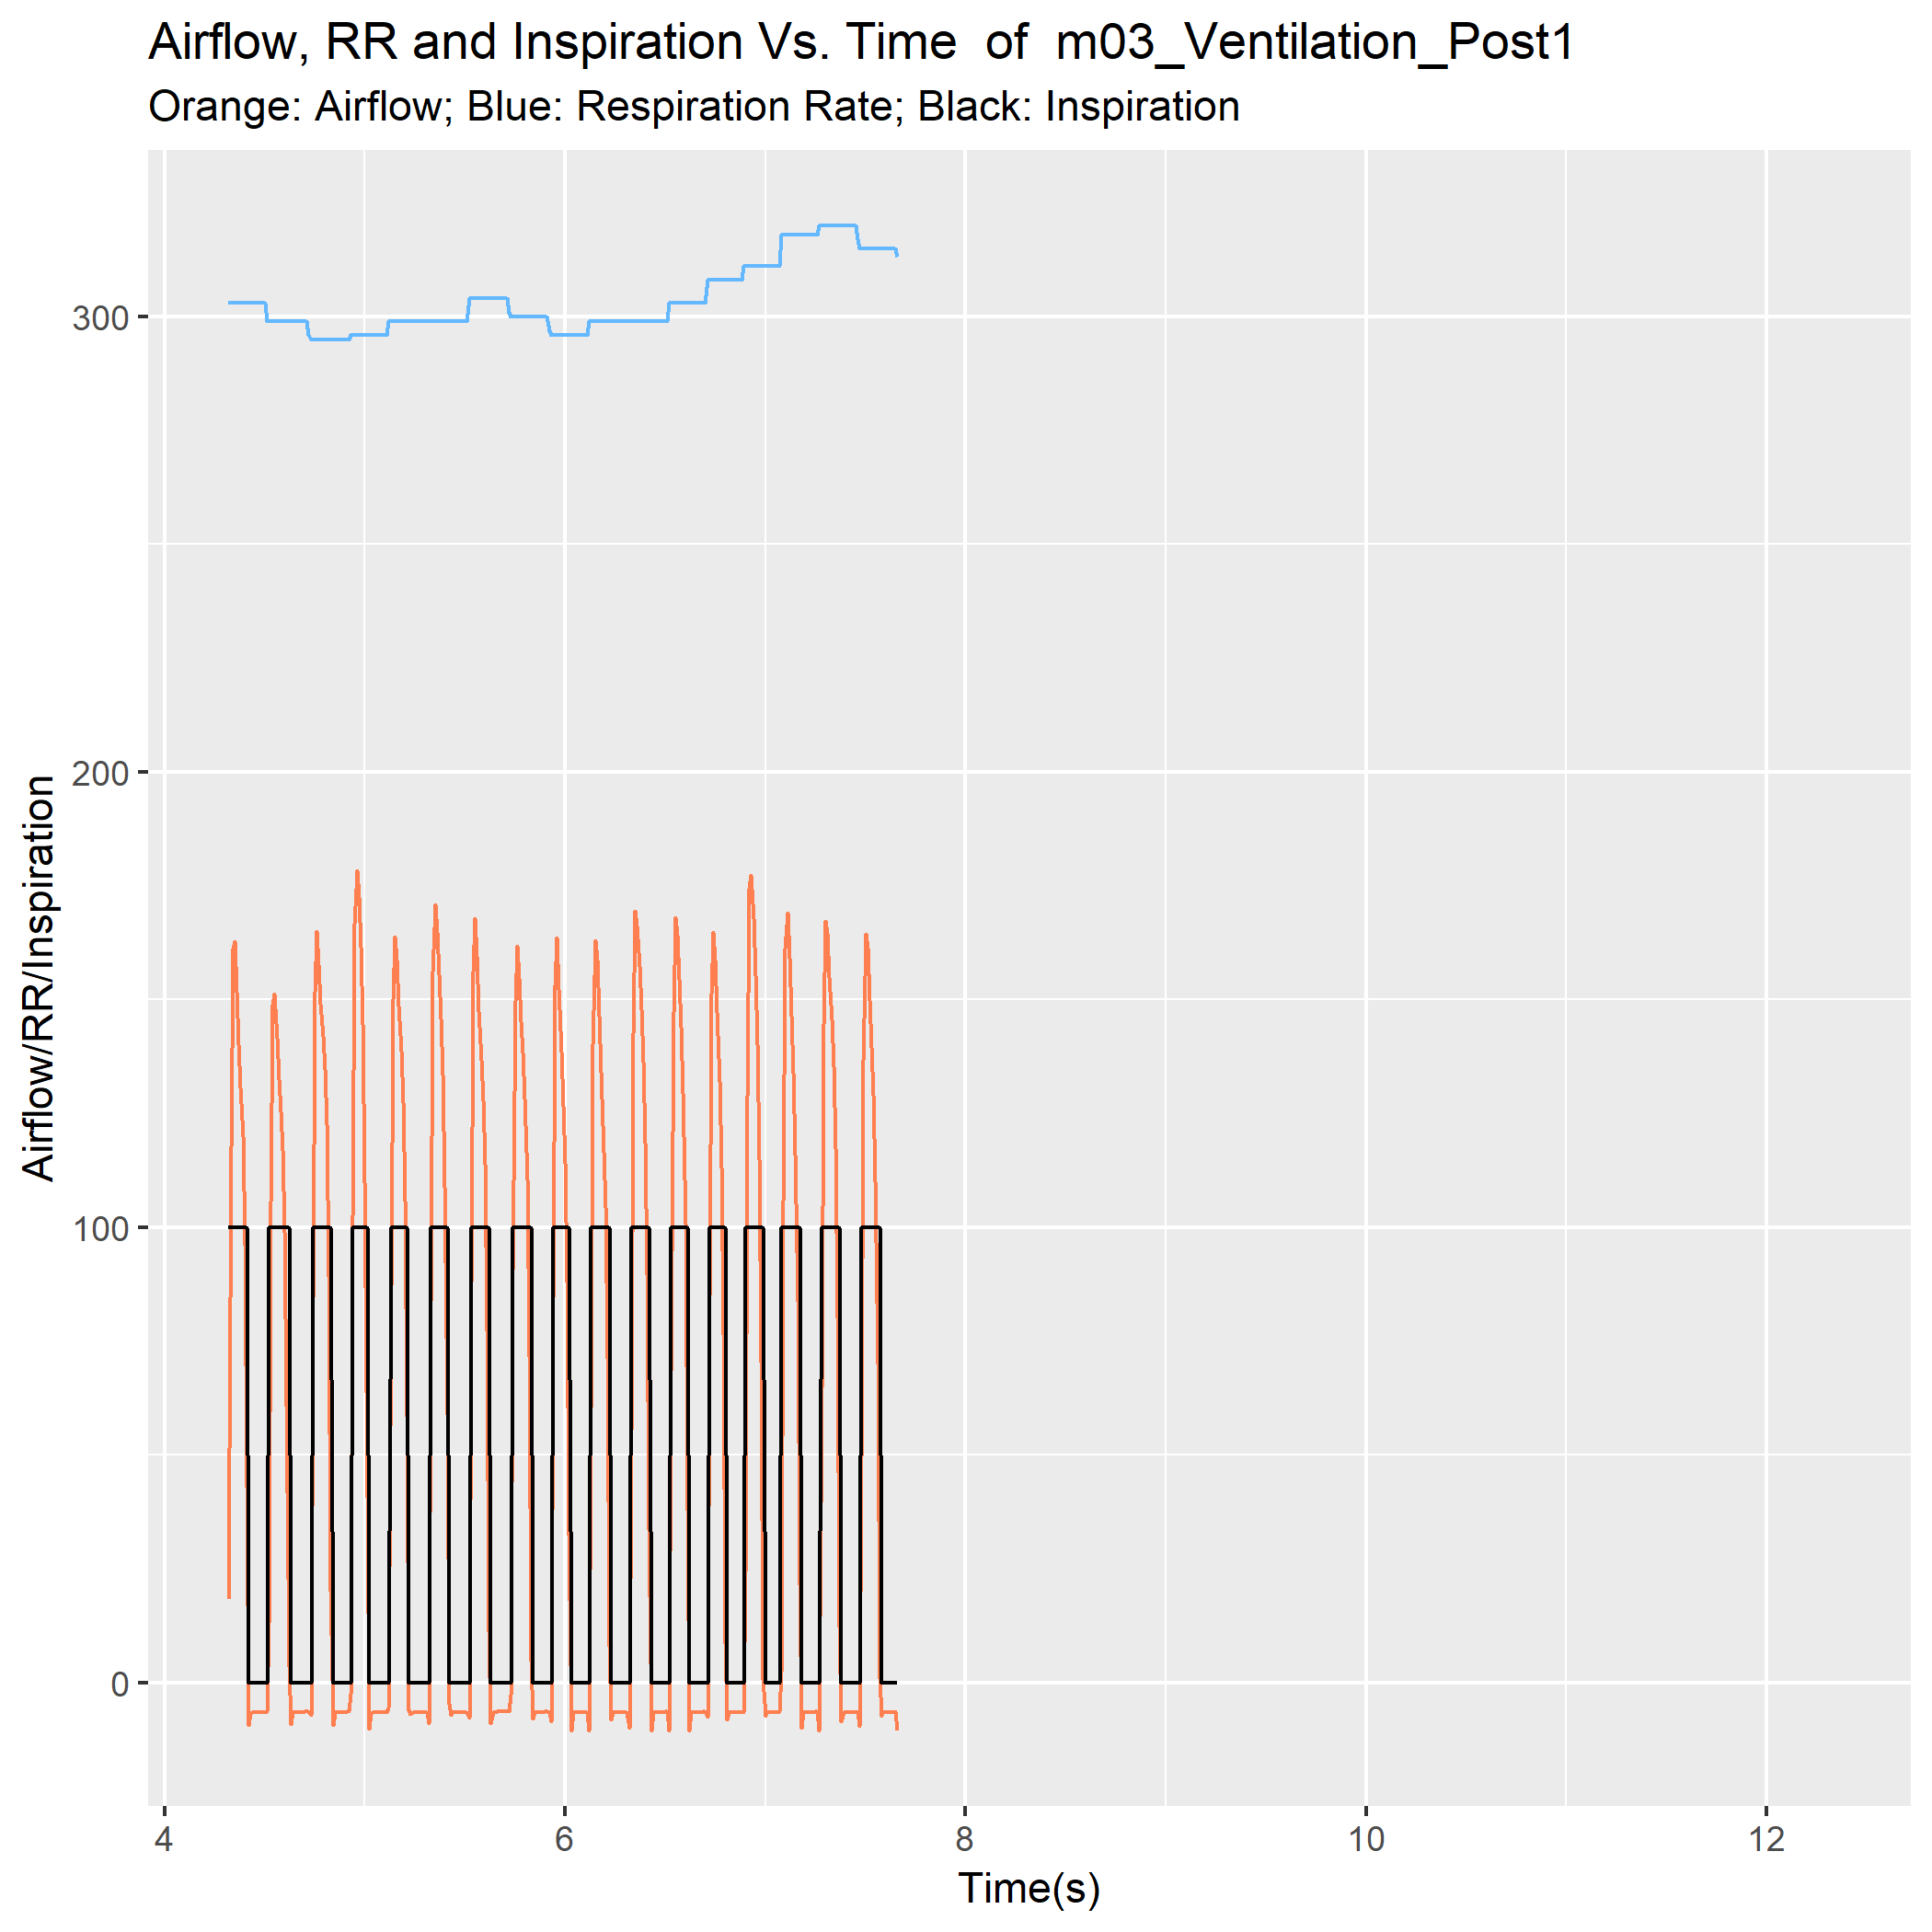 Airflow, RR and Inspiration Vs. Time  of  m03_Ventilation_Post1
Orange: Airflow; Blue: Respiration Rate; Black: Inspiration
Airflow/RR/Inspiration
300
200
100
0
4 6 8 10 12
Time(s)